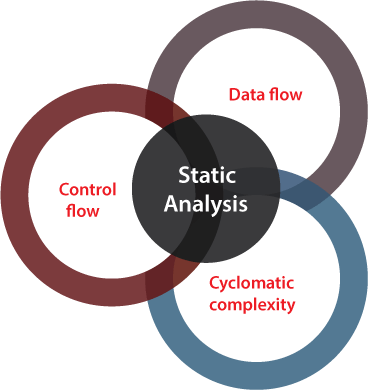 Data flow
Static
Analysis
Control
flow
Cyclomatic
complexity